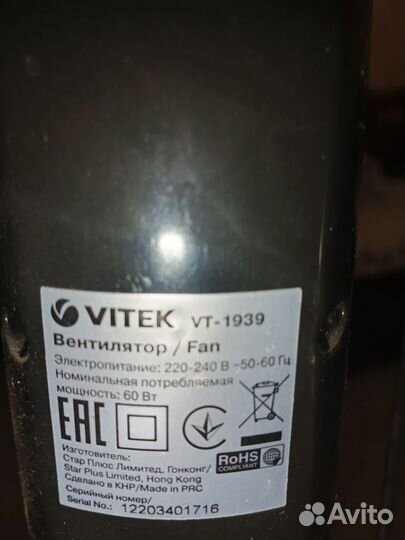 VITEK VT-1939
Вентилятор / Fan
Электропитание: 220-240 В ~50-60 Гц
Номинальная потребляемая
мощность: 60 Вт
EAC
RoHS
COMPLIANT
Изготовитель:
Стар Плюс Лимитед, Гонконг/
Star Plus Limited, Hong Kong
Сделано в КНР/Made in PRC
Серийный номер/
Serial No.: 12203401716
Avito